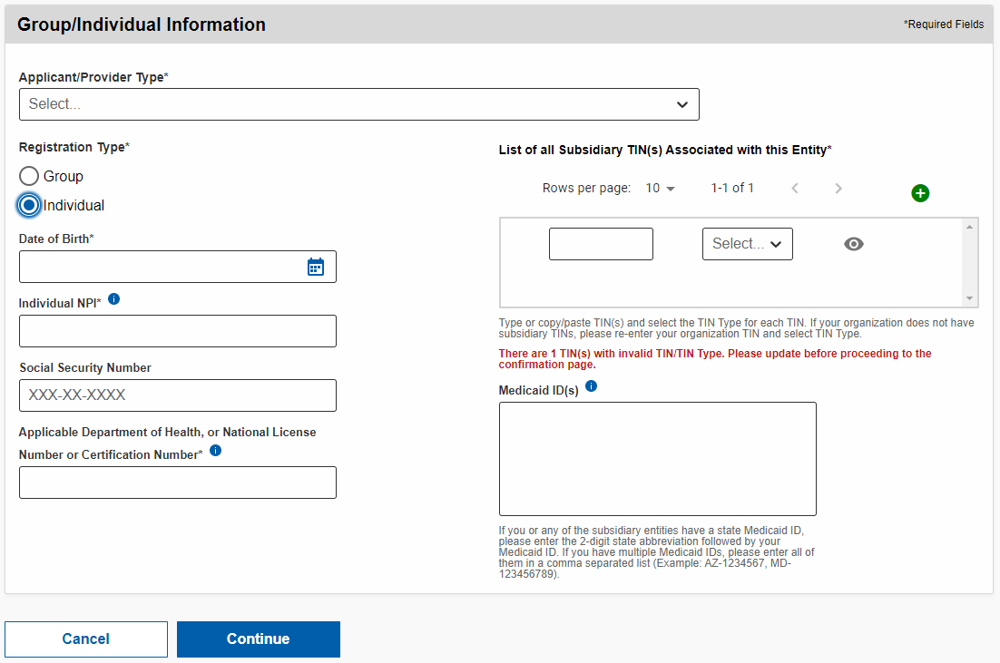 Group/Individual Information
*Required Fields
Applicant/Provider Type*
Select...
Registration Type*
Group
Individual
Date of Birth*
Individual NPI*
Social Security Number
XXX-XX-XXXX
Applicable Department of Health, or National License
Number or Certification Number*
List of all Subsidiary TIN(s) Associated with this Entity*
Rows per page: 10 1-1 of 1
Select...
Type or copy/paste TIN(s) and select the TIN Type for each TIN. If your organization does not have
subsidiary TINs, please re-enter your organization TIN and select TIN Type.
There are 1 TIN(s) with invalid TIN/TIN Type. Please update before proceeding to the
confirmation page.
Medicaid ID(s)
If you or any of the subsidiary entities have a state Medicaid ID,
please enter the 2-digit state abbreviation followed by your
Medicaid ID. If you have multiple Medicaid IDs, please enter all of
them in a comma separated list (Example: AZ-1234567, MD-
123456789).
Cancel
Continue